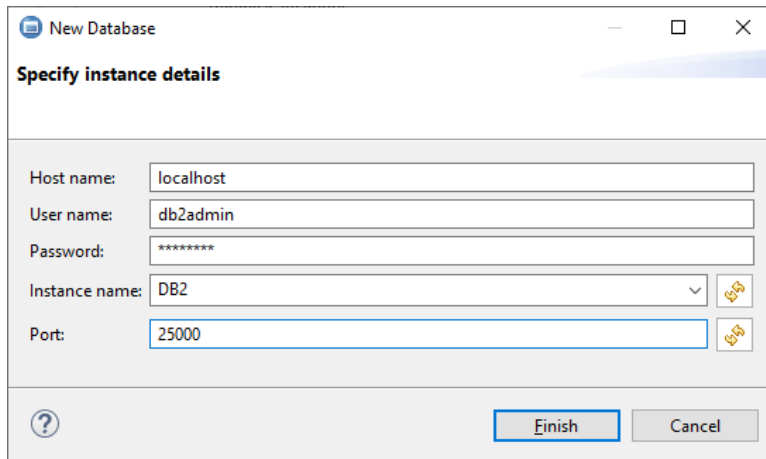 New Database
Specify instance details
Host name: localhost
User name: db2admin
Password: ********
Instance name: DB2
Port: 25000
? Finish Cancel